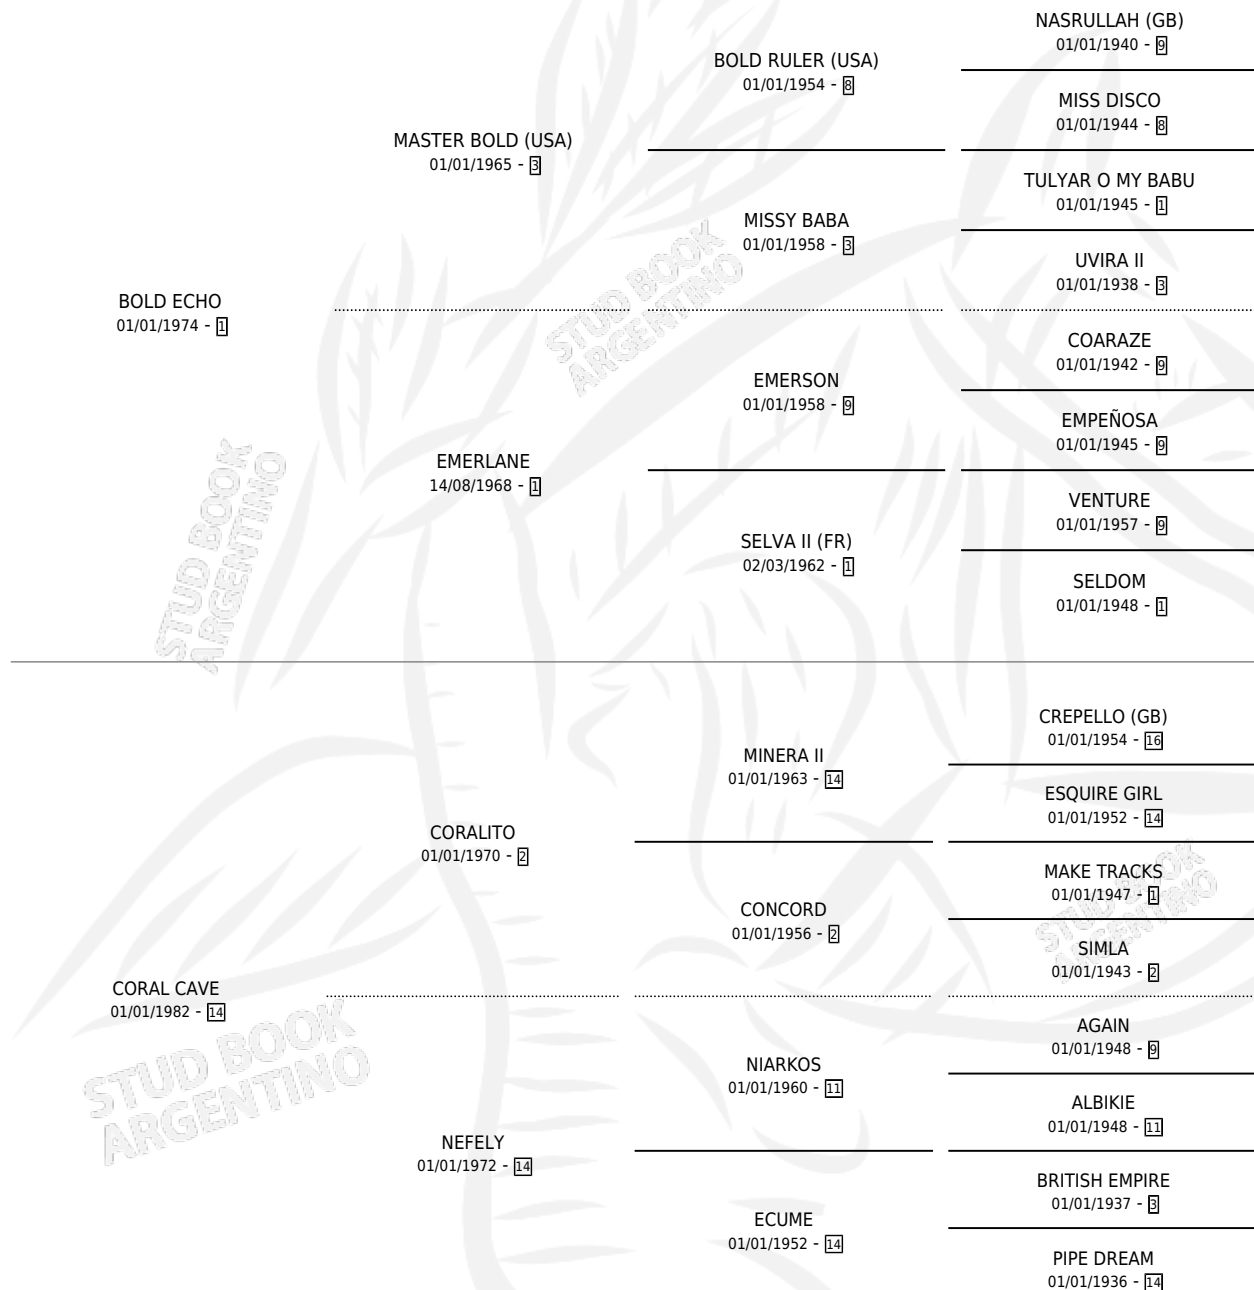 NASRULLAH (GB)
01/01/1940 - 9
BOLD RULER (USA)
01/01/1954 - 8
MISS DISCO
01/01/1944 - 8
MASTER BOLD (USA)
01/01/1965 - 3
TULYAR O MY BABU
01/01/1945 - 1
MISSY BABA
01/01/1958 - 3
UVIRA II
01/01/1938 - 3
BOLD ECHO
01/01/1974 - 1
COARAZE
01/01/1942 - 9
EMERSON
01/01/1958 - 9
EMPEÑOSA
01/01/1945 - 9
EMERLANE
14/08/1968 - 1
VENTURE
01/01/1957 - 9
SELVA II (FR)
02/03/1962 - 1
SELDOM
01/01/1948 - 1
CREPELLO (GB)
01/01/1954 - 16
MINERA II
01/01/1963 - 14
ESQUIRE GIRL
01/01/1952 - 14
CORALITO
01/01/1970 - 2
MAKE TRACKS
01/01/1947 - 1
CONCORD
01/01/1956 - 2
SIMLA
01/01/1943 - 2
CORAL CAVE
01/01/1982 - 14
AGAIN
01/01/1948 - 9
NIARKOS
01/01/1960 - 11
ALBIKIE
01/01/1948 - 11
NEFELY
01/01/1972 - 14
BRITISH EMPIRE
01/01/1937 - 3
ECUME
01/01/1952 - 14
PIPE DREAM
01/01/1936 - 14
STUD BOOK
ARGENTINO
STUD BOOK
ARGENTINO
STUD BOOK
ARGENTINO
STUD BOOK
ARGENTINO